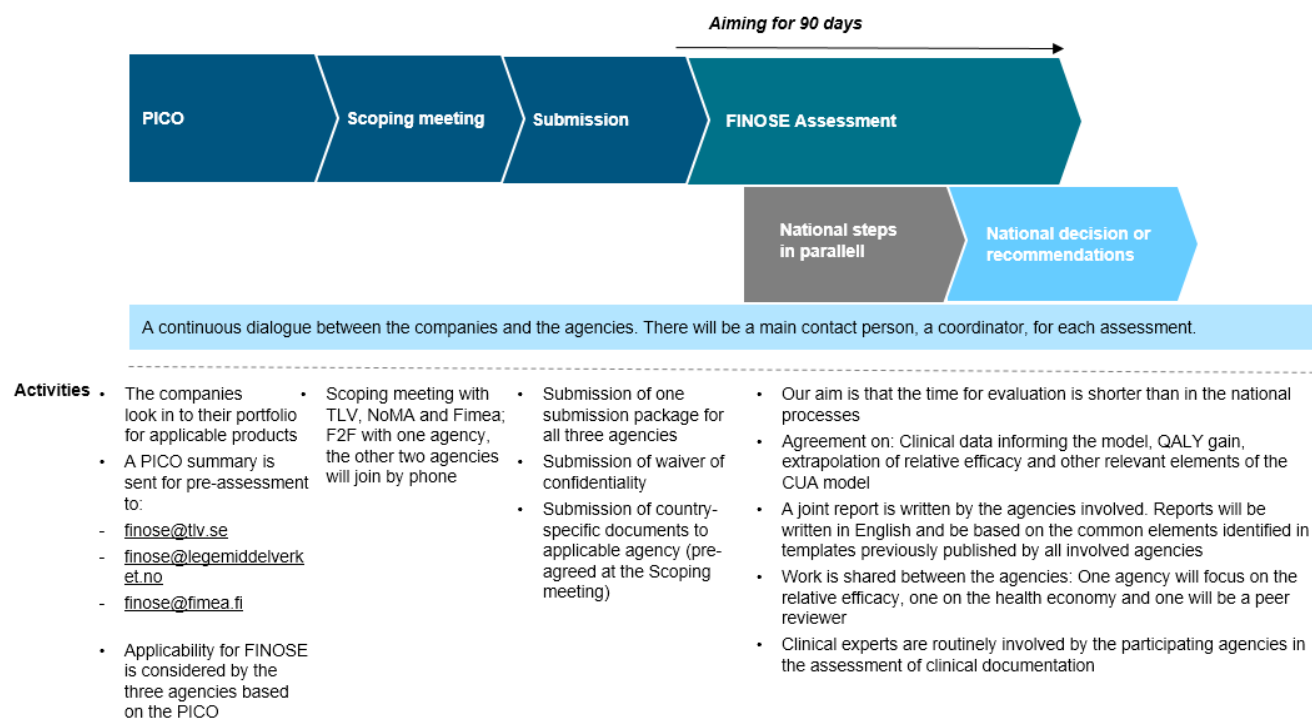 Aiming for 90 days
PICO
Scoping meeting
Submission
FINOSE Assessment
National steps
in parallell
National decision or
recommendations
A continuous dialogue between the companies and the agencies. There will be a main contact person, a coordinator, for each assessment.
Activities
• The companies
look in to their portfolio
for applicable products
• A PICO summary is
sent for pre-assessment
to:
- finose@tlv.se
- finose@legemiddelverk
et.no
- finose@fimea.fi
• Applicability for FINOSE
is considered by the
three agencies based
on the PICO
• Scoping meeting with
TLV, NoMA and Fimea;
F2F with one agency,
the other two agencies
will join by phone
• Submission of one
submission package for
all three agencies
• Submission of waiver of
confidentiality
• Submission of country-
specific documents to
applicable agency (pre-
agreed at the Scoping
meeting)
• Our aim is that the time for evaluation is shorter than in the national
processes
• Agreement on: Clinical data informing the model, QALY gain,
extrapolation of relative efficacy and other relevant elements of the
CUA model
• A joint report is written by the agencies involved. Reports will be
written in English and be based on the common elements identified in
templates previously published by all involved agencies
• Work is shared between the agencies: One agency will focus on the
relative efficacy, one on the health economy and one will be a peer
reviewer
• Clinical experts are routinely involved by the participating agencies in
the assessment of clinical documentation